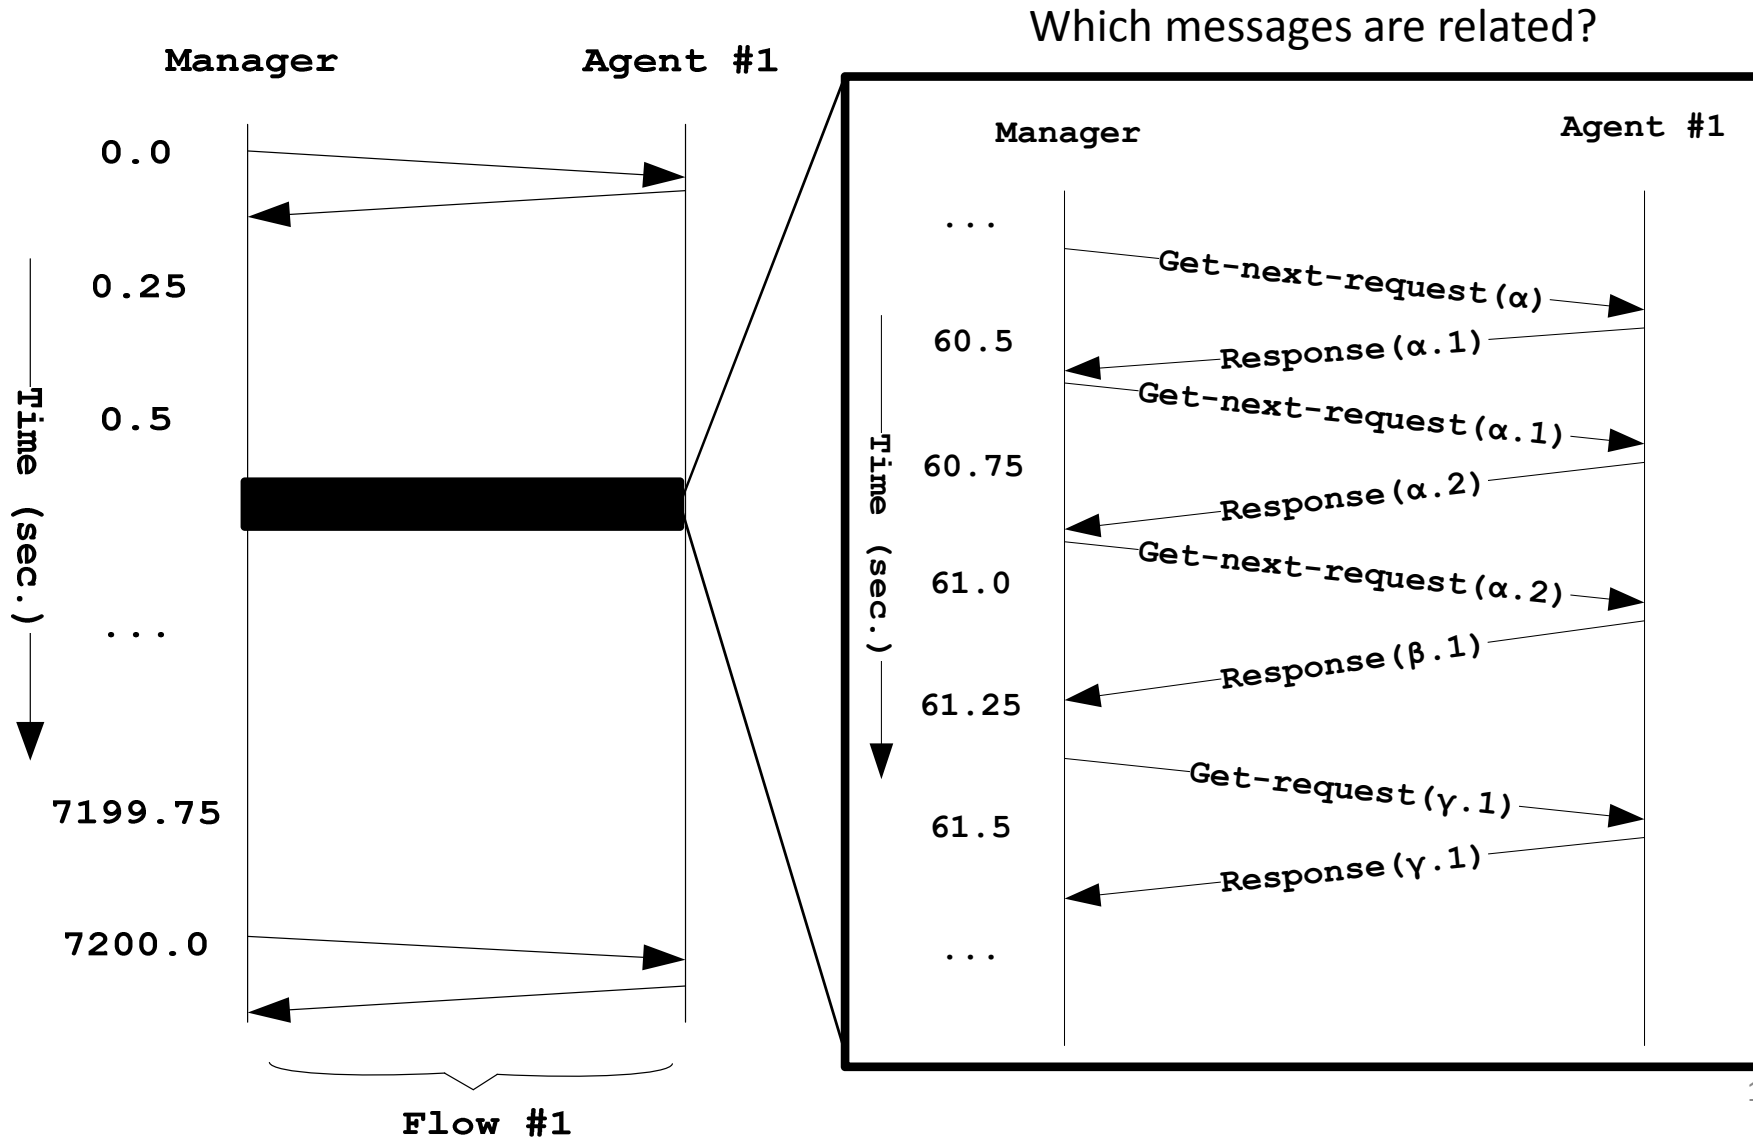 Which messages are related?
Manager
Agent #1
0.0
0.25
0.5
...
7199.75
7200.0
Time (sec.)
Flow #1
Manager
Agent #1
...
Get-next-request(α)
60.5
Response(α.1)
Get-next-request(α.1)
60.75
Response(α.2)
Get-next-request(α.2)
61.0
Response(β.1)
61.25
Get-request(γ.1)
61.5
Response(γ.1)
...
Time (sec.)